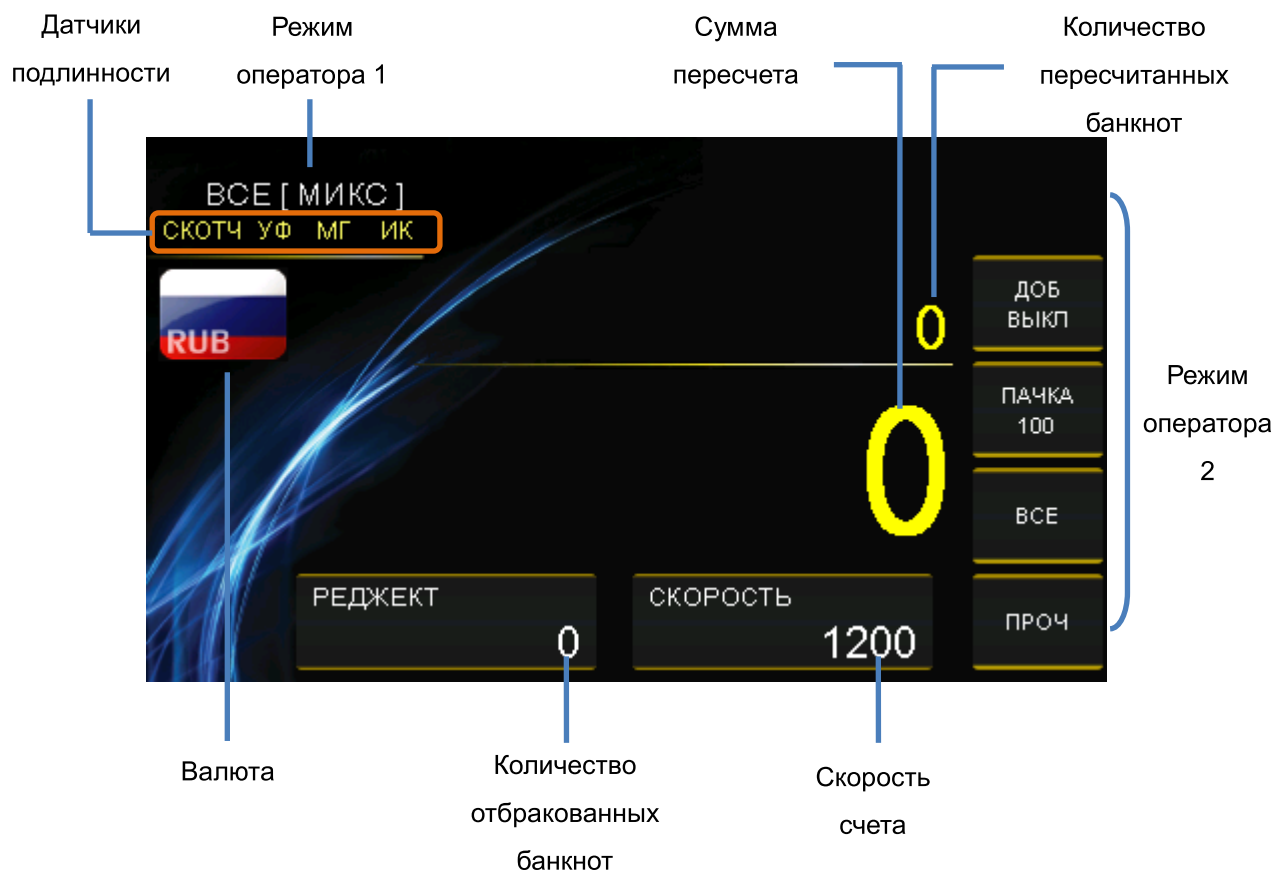 Датчики
подлинности
Режим
оператора 1
Сумма
пересчета
Количество
пересчитанных
банкнот
ВСЕ [ МИКС ]
СКОТЧ УФ МГ ИК
RUB
0
0
ДОБ
ВЫКЛ
ПАЧКА
100
ВСЕ
ПРОЧ
Режим
оператора
2
РЕДЖЕКТ
0
СКОРОСТЬ
1200
Валюта
Количество
отбракованных
банкнот
Скорость
счета